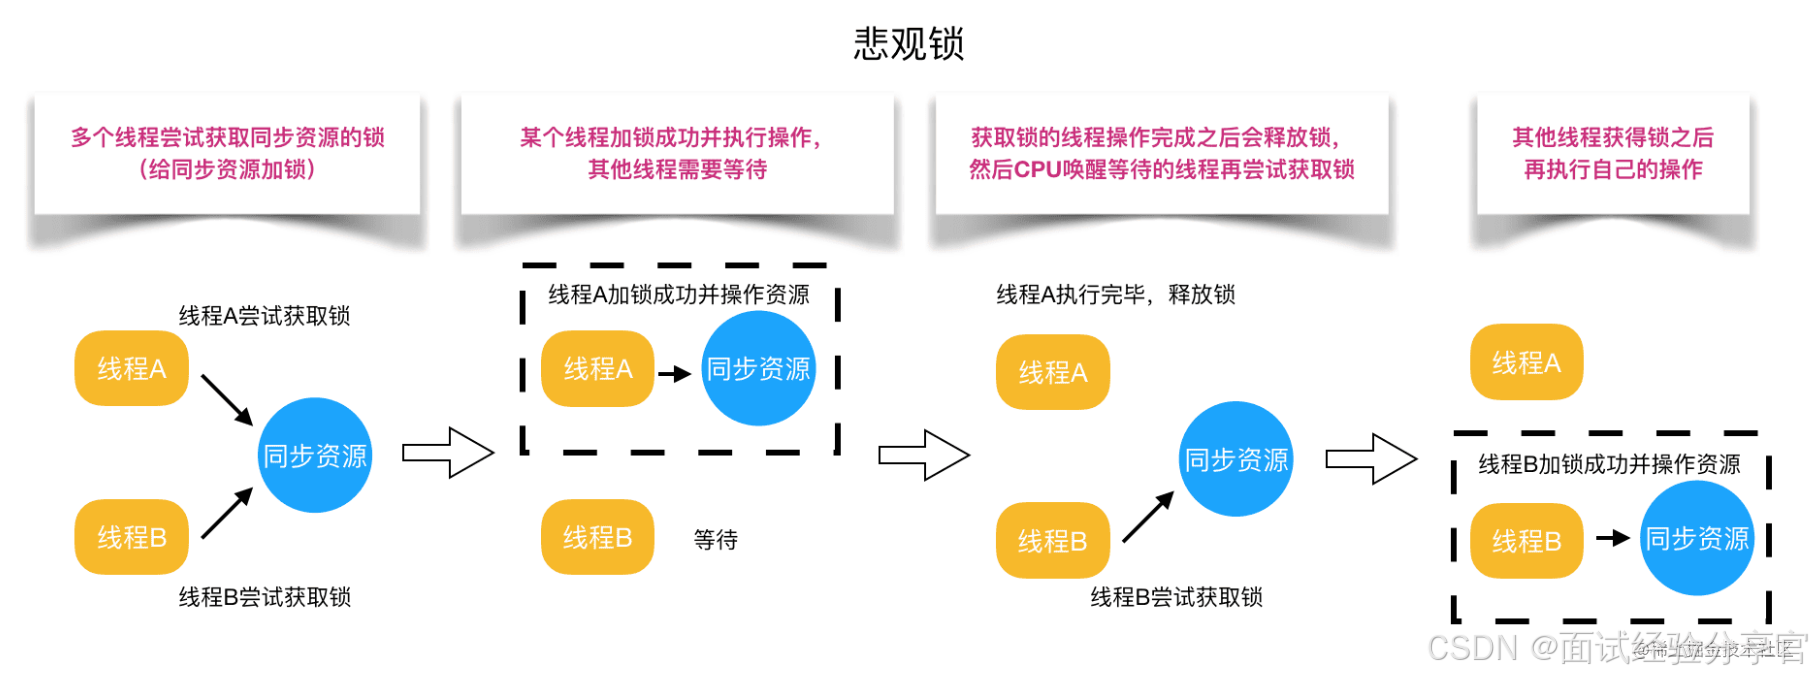 悲观锁
多个线程尝试获取同步资源的锁
（给同步资源加锁）
某个线程加锁成功并执行操作，
其他线程需要等待
获取锁的线程操作完成之后会释放锁，
然后CPU唤醒等待的线程再尝试获取锁
其他线程获得锁之后
再执行自己的操作
线程A尝试获取锁
线程A
同步资源
线程B
线程B尝试获取锁
线程A加锁成功并操作资源
线程A
同步资源
线程B
等待
线程A执行完毕，释放锁
线程A
同步资源
线程B
线程B尝试获取锁
线程A
线程B加锁成功并操作资源
线程B
同步资源
CSDN @面试经验分享官
@稀土掘金技术社区